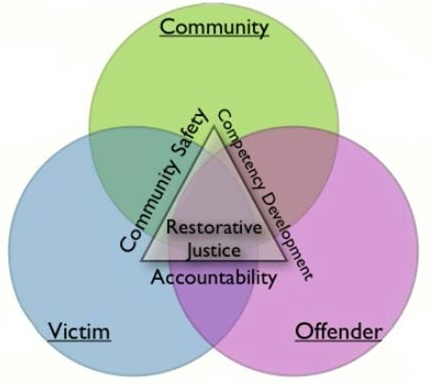 Community
Community Safety
Competency Development
Restorative
Justice
Accountability
Victim
Offender